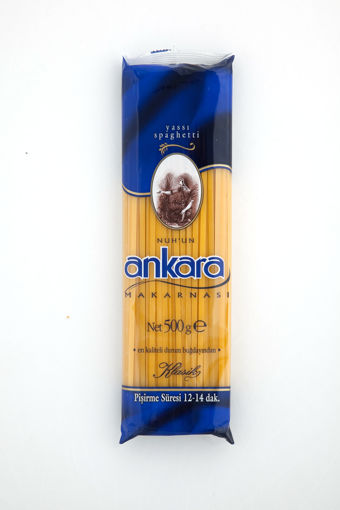 yassı
spaghetti
NUH'UN
ankara
MAKARNASI
Net 500 g ℮
• en kaliteli durum buğdayından •
Klasik
Pişirme Süresi 12-14 dak.